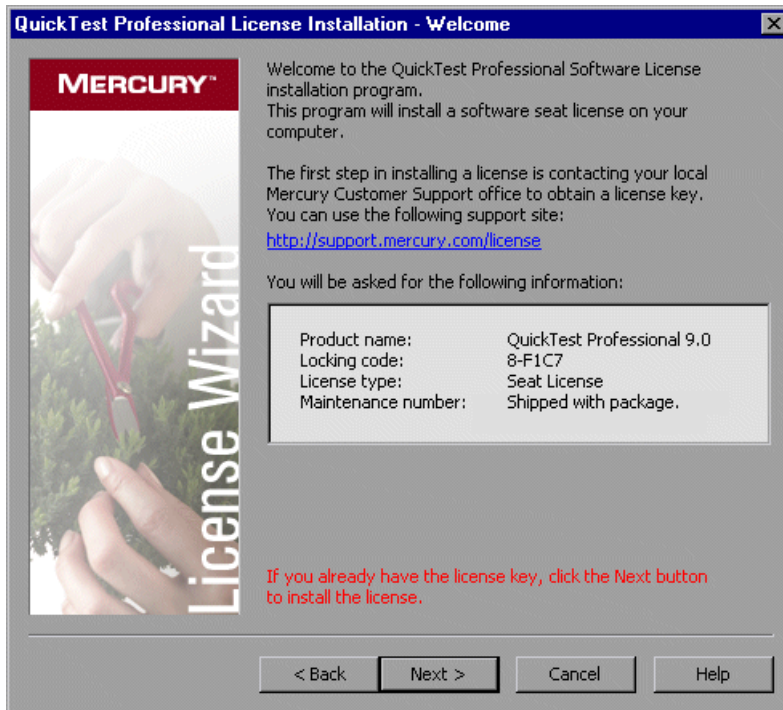 QuickTest Professional License Installation - Welcome
MERCURY™
License Wizard
Welcome to the QuickTest Professional Software License
installation program.
This program will install a software seat license on your
computer.
The first step in installing a license is contacting your local
Mercury Customer Support office to obtain a license key.
You can use the following support site:
http://support.mercury.com/license
You will be asked for the following information:
Product name: QuickTest Professional 9.0
Locking code: 8-F1C7
License type: Seat License
Maintenance number: Shipped with package.
If you already have the license key, click the Next button
to install the license.
< Back Next > Cancel Help